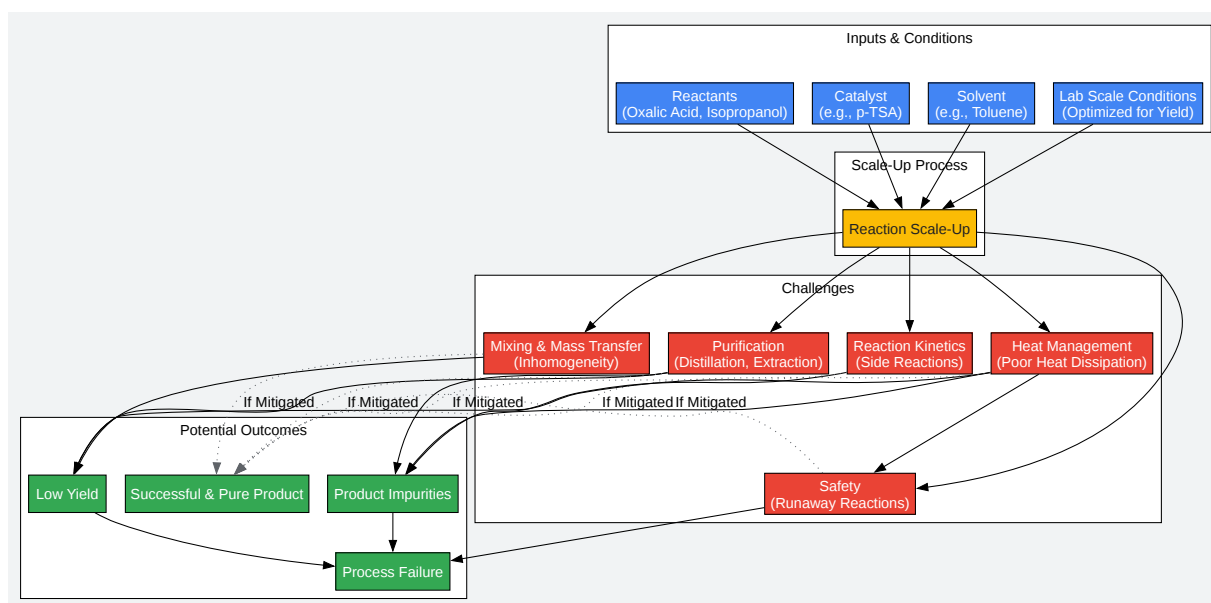 Inputs & Conditions
Reactants
(Oxalic Acid, Isopropanol)
Catalyst
(e.g., p-TSA)
Solvent
(e.g., Toluene)
Lab Scale Conditions
(Optimized for Yield)
Scale-Up Process
Reaction Scale-Up
Challenges
Mixing & Mass Transfer
(Inhomogeneity)
Purification
(Distillation, Extraction)
Reaction Kinetics
(Side Reactions)
Heat Management
(Poor Heat Dissipation)
If Mitigated
If Mitigated
If Mitigated
If Mitigated
If Mitigated
Potential Outcomes
Low Yield
Successful & Pure Product
Product Impurities
Safety
(Runaway Reactions)
Process Failure